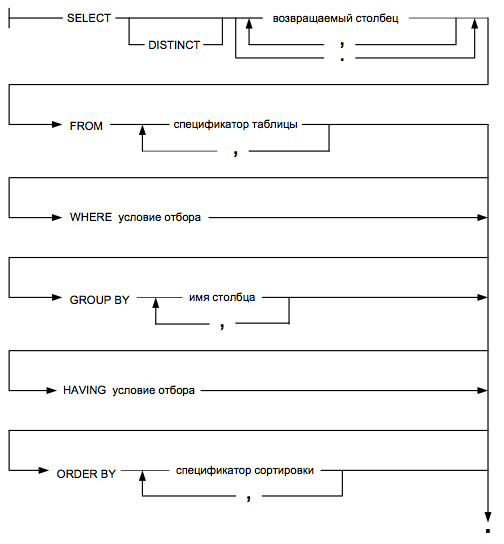 SELECT возвращаемый столбец
DISTINCT ,
.
FROM спецификатор таблицы
,
WHERE условие отбора
GROUP BY имя столбца
,
HAVING условие отбора
ORDER BY спецификатор сортировки
,